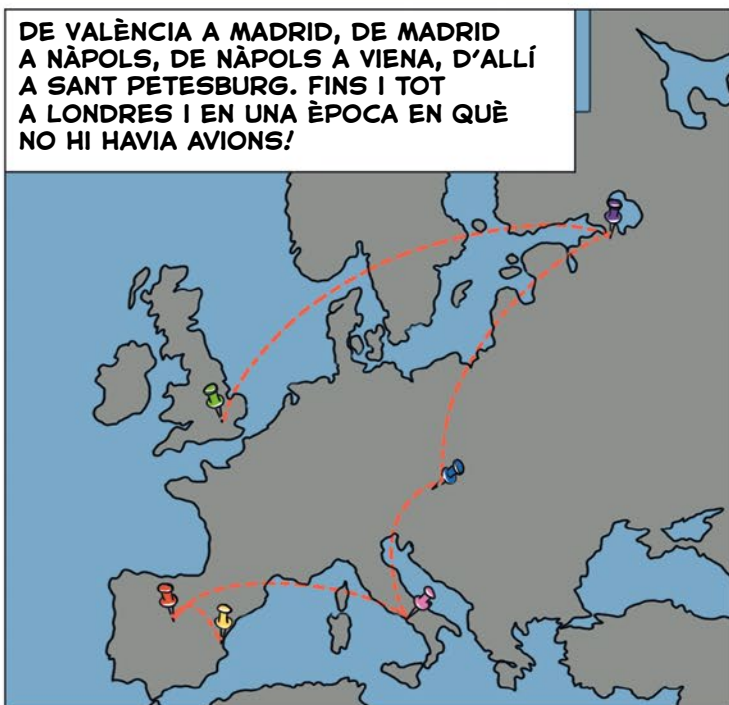 DE VALÈNCIA A MADRID, DE MADRID
A NÀPOLS, DE NÀPOLS A VIENA, D'ALLÍ
A SANT PETESBURG. FINS I TOT
A LONDRES I EN UNA ÈPOCA EN QUÈ
NO HI HAVIA AVIONS!